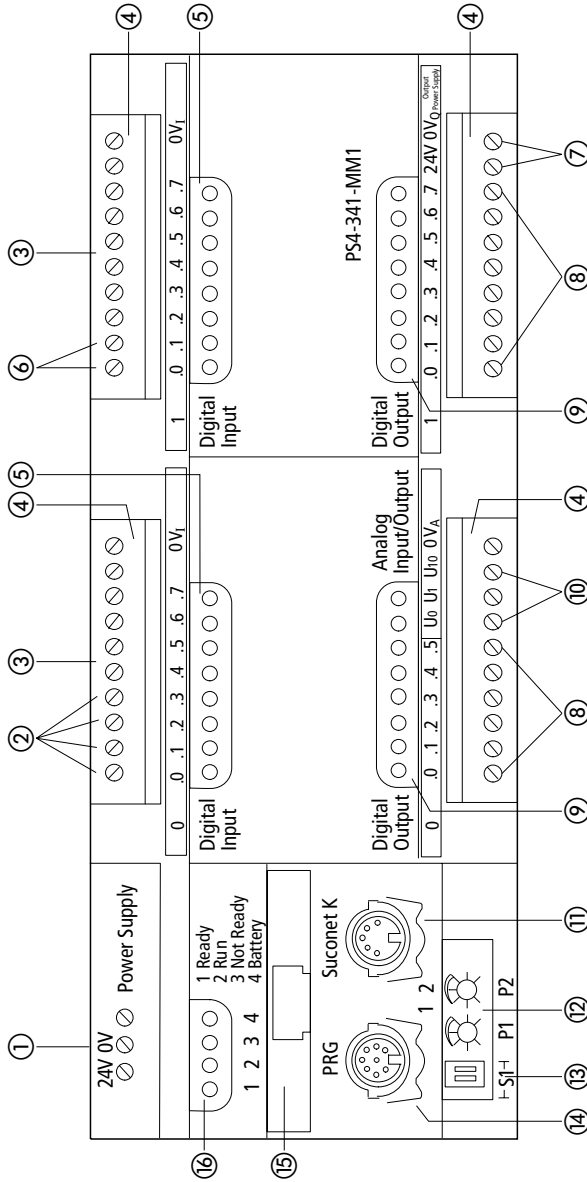 ① ② ③ ④ ⑤ ⑥ ③ ④ ⑤
24V 0V Power Supply
0 .0 .1 .2 .3 .4 .5 .6 .7 0VI
1 .0 .1 .2 .3 .4 .5 .6 .7 0VI
Digital
Input
Digital
Input
⑯
1 2 3 4
1 Ready
2 Run
3 Not Ready
4 Battery
⑮
PRG
Suconet K
PS4-341-MM1
Digital
Output
Analog
Input/Output
Digital
Output
0 .0 .1 .2 .3 .4 .5 U0 U1 U10 0VA
1 .0 .1 .2 .3 .4 .5 .6 .7 24V 0VQ Output
Power Supply
1 2
S1 P1 P2
④ ④
⑭ ⑬ ⑫ ⑪ ⑨ ⑧ ⑩ ⑨ ⑧ ⑦